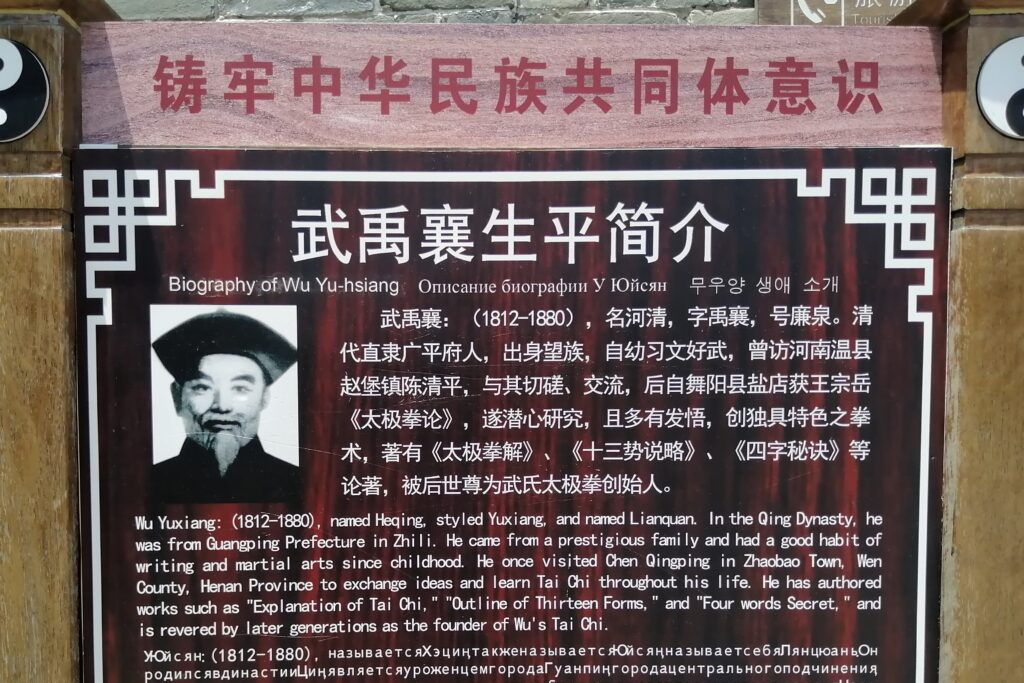 Touris
铸牢中华民族共同体意识
武禹襄生平简介
Biography of Wu Yu-hsiang Описание биографии У Юйсян 무우양 생애 소개
武禹襄：（1812-1880），名河清，字禹襄，号廉泉。清
代直隶广平府人，出身望族，自幼习文好武，曾访河南温县
赵堡镇陈清平，与其切磋、交流，后自舞阳县盐店获王宗岳
《太极拳论》，遂潜心研究，且多有发悟，创独具特色之拳
术，著有《太极拳解》、《十三势说略》、《四字秘诀》等
论著，被后世尊为武氏太极拳创始人。
Wu Yuxiang: (1812-1880), named Heqing, styled Yuxiang, and named Lianquan. In the Qing Dynasty, he
was from Guangping Prefecture in Zhili. He came from a prestigious family and had a good habit of
writing and martial arts since childhood. He once visited Chen Qingping in Zhaobao Town, Wen
County, Henan Province to exchange ideas and learn Tai Chi throughout his life. He has authored
works such as "Explanation of Tai Chi," "Outline of Thirteen Forms," and "Four words Secret," and
is revered by later generations as the founder of Wu's Tai Chi.
УЮйсян: (1812-1880), называетсяХэцин,такженазываетсяЮйсян,называетсебяЛянцюань,Он
родилсявдинастииЦин,являетсяуроженцемгородаГуанпингородацентральногоподчинения,